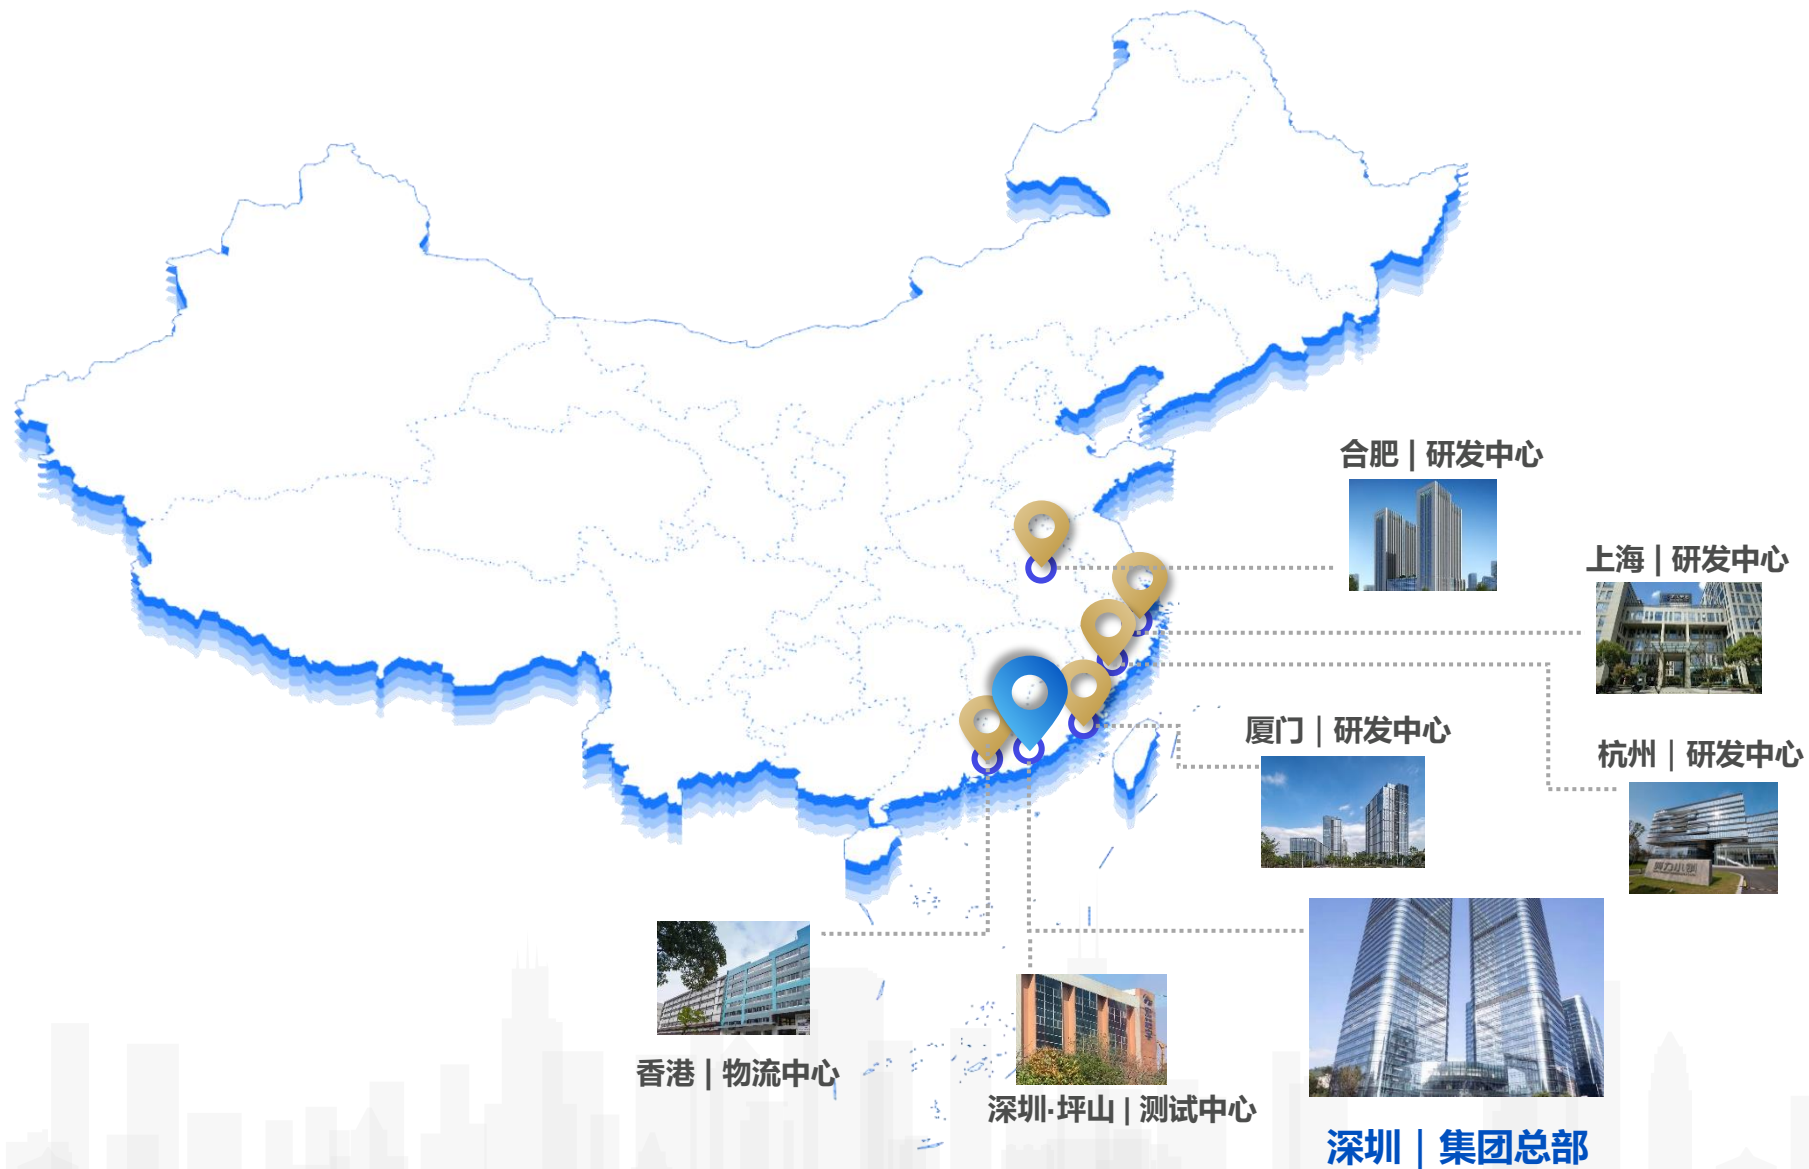 合肥 | 研发中心
上海 | 研发中心
厦门 | 研发中心
杭州 | 研发中心
香港 | 物流中心
深圳·坪山 | 测试中心
深圳 | 集团总部